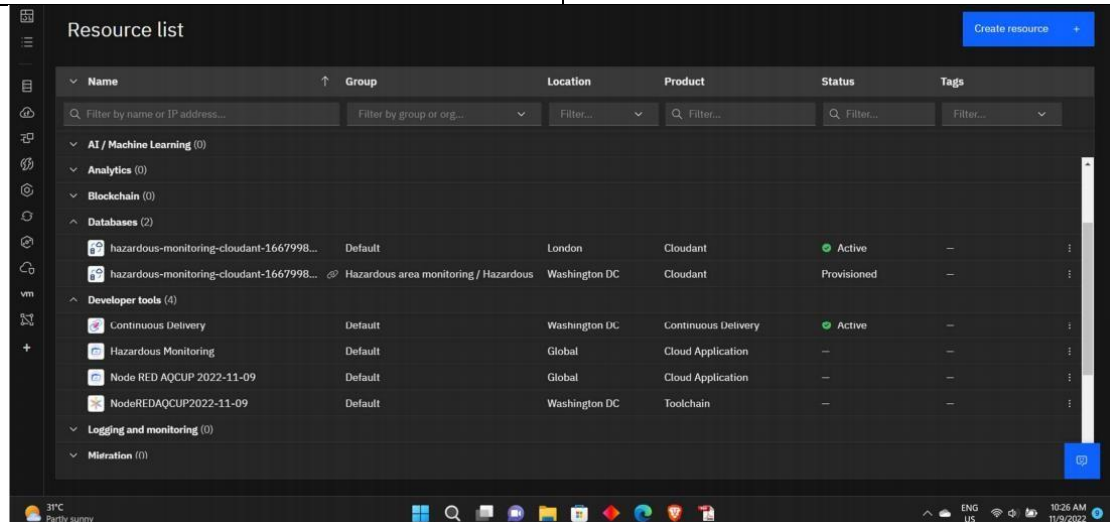 Resource list
Create resource +
Name Group Location Product Status Tags
Filter by name or IP address... Filter by group or org... Filter... Filter... Filter... Filter...
AI / Machine Learning (0)
Analytics (0)
Blockchain (0)
Databases (2)
hazardous-monitoring-cloudant-1667998... Default London Cloudant Active –
hazardous-monitoring-cloudant-1667998... Hazardous area monitoring / Hazardous Washington DC Cloudant Provisioned –
Developer tools (4)
Continuous Delivery Default Washington DC Continuous Delivery Active –
Hazardous Monitoring Default Global Cloud Application – –
Node RED AQCUP 2022-11-09 Default Global Cloud Application – –
NodeREDAQCUP2022-11-09 Default Washington DC Toolchain – –
Logging and monitoring (0)
Migration (0)
vm
31°C
Partly sunny
ENG
US
10:26 AM
11/9/2022